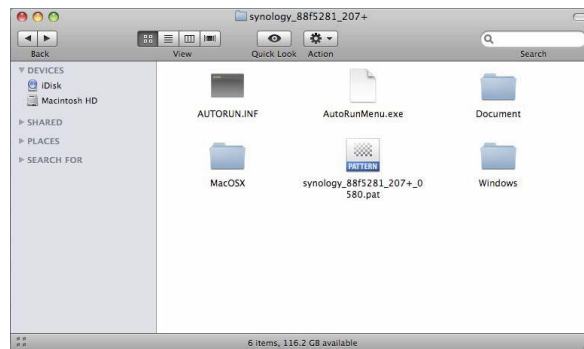 synology_88f5281_207+
Back
View
Quick Look
Action
Search
DEVICES
iDisk
Macintosh HD
SHARED
PLACES
SEARCH FOR
AUTORUN.INF
AutoRunMenu.exe
Document
MacOSX
PATTERN
synology_88f5281_207+_0
580.pat
Windows
6 items, 116.2 GB available